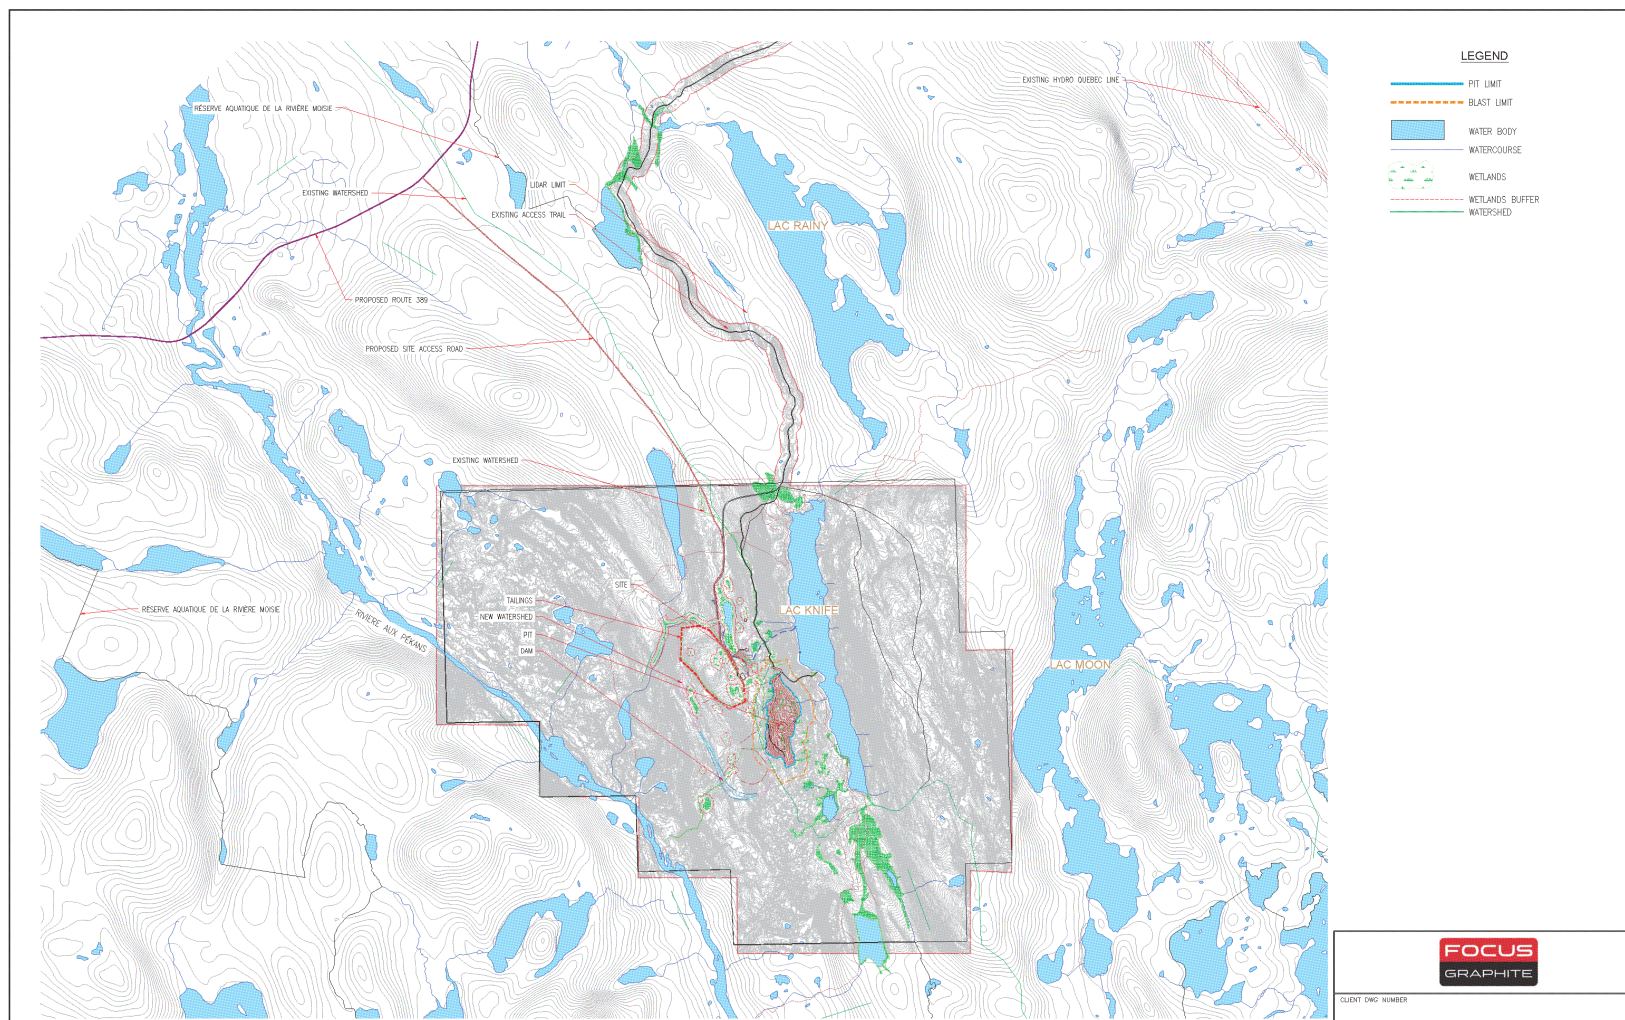 LEGEND
PIT LIMIT
BLAST LIMIT
WATER BODY
WATERCOURSE
WETLANDS
WETLANDS BUFFER
WATERSHED
EXISTING HYDRO QUEBEC LINE
RÉSERVE AQUATIQUE DE LA RIVIÈRE MOISIE
EXISTING WATERSHED
LIDAR LIMIT
EXISTING ACCESS TRAIL
LAC RAINY
PROPOSED ROUTE 389
PROPOSED SITE ACCESS ROAD
EXISTING WATERSHED
SITE
TAILINGS
NEW WATERSHED
PIT
DAM
LAC KNIFE
RÉSERVE AQUATIQUE DE LA RIVIÈRE MOISIE
RIVIÈRE AUX PÉKANS
LAC MOON
FOCUS
GRAPHITE
CLIENT DWG NUMBER